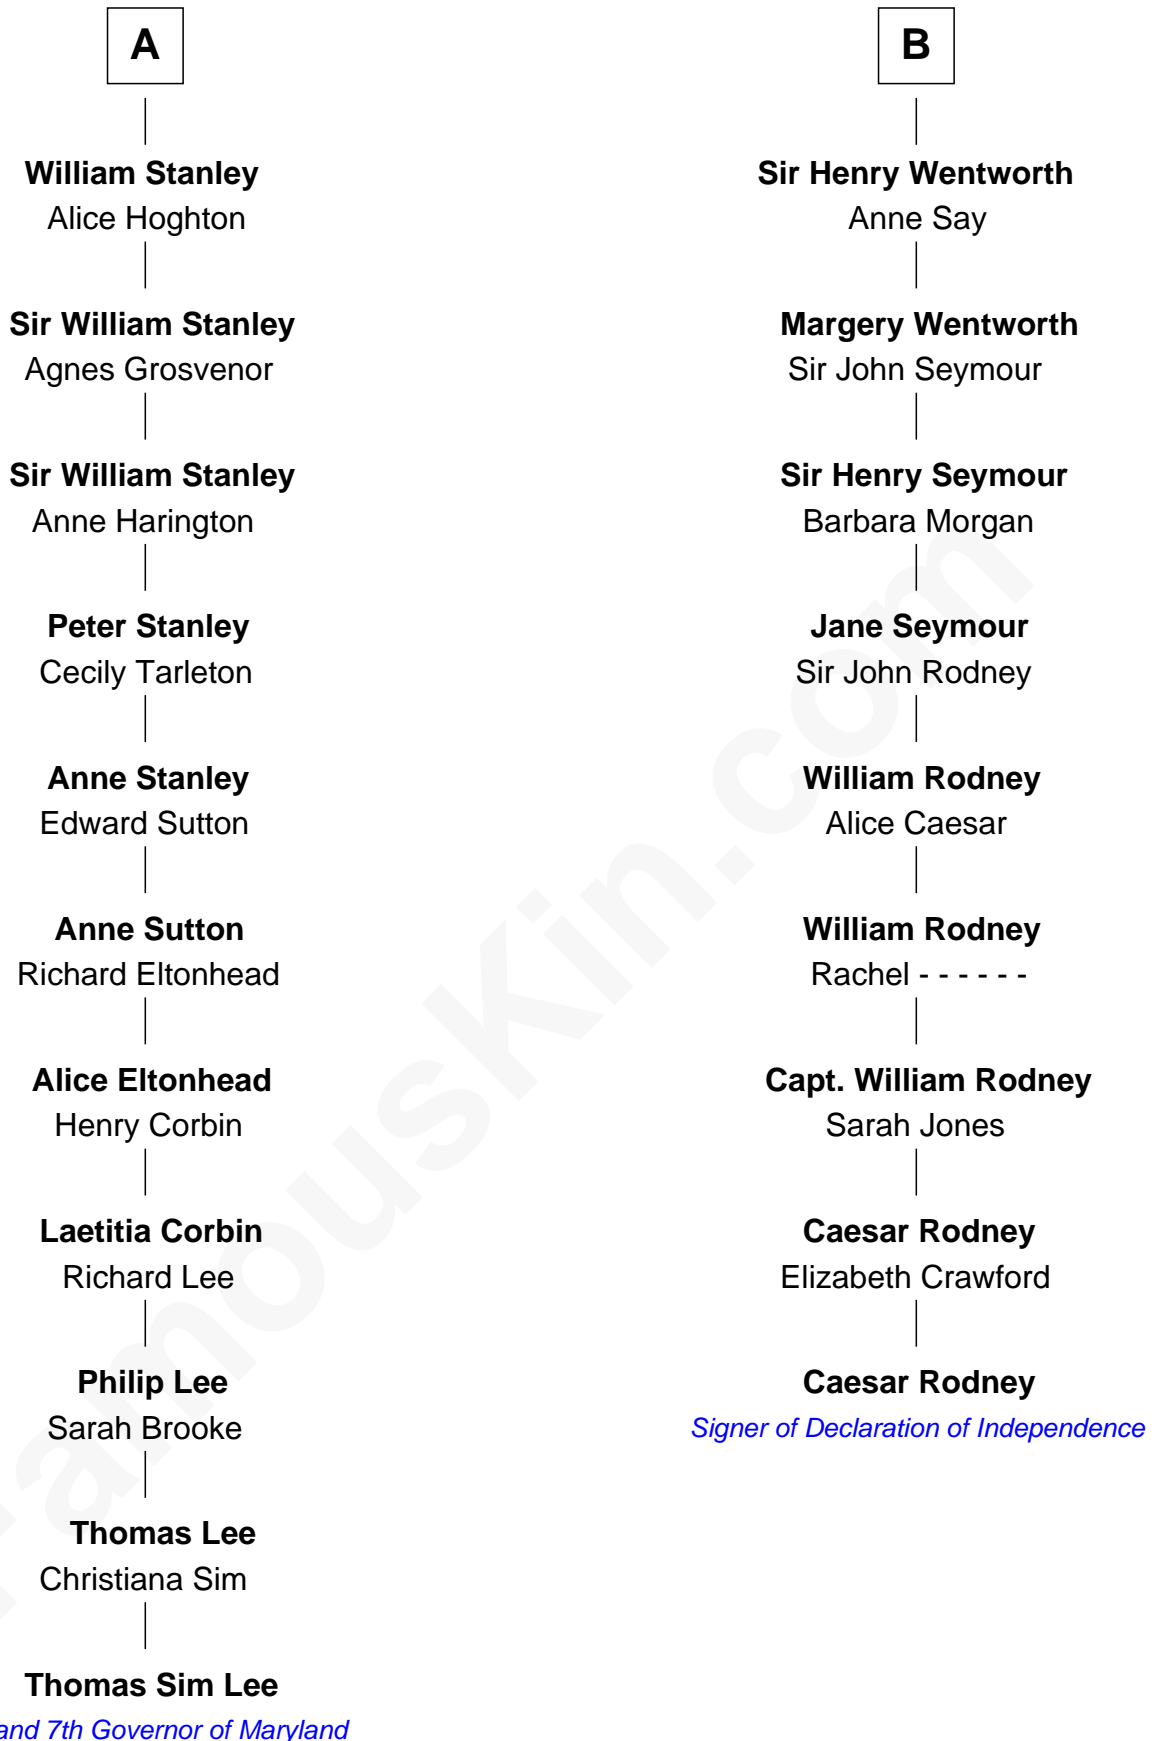 A
William Stanley
Alice Hoghton
Sir William Stanley
Agnes Grosvenor
Sir William Stanley
Anne Harington
Peter Stanley
Cecily Tarleton
Anne Stanley
Edward Sutton
Anne Sutton
Richard Eltonhead
Alice Eltonhead
Henry Corbin
Laetitia Corbin
Richard Lee
Philip Lee
Sarah Brooke
Thomas Lee
Christiana Sim
Thomas Sim Lee
and 7th Governor of Maryland
B
Sir Henry Wentworth
Anne Say
Margery Wentworth
Sir John Seymour
Sir Henry Seymour
Barbara Morgan
Jane Seymour
Sir John Rodney
William Rodney
Alice Caesar
William Rodney
Rachel - - - - - -
Capt. William Rodney
Sarah Jones
Caesar Rodney
Elizabeth Crawford
Caesar Rodney
Signer of Declaration of Independence
FamousKin.com